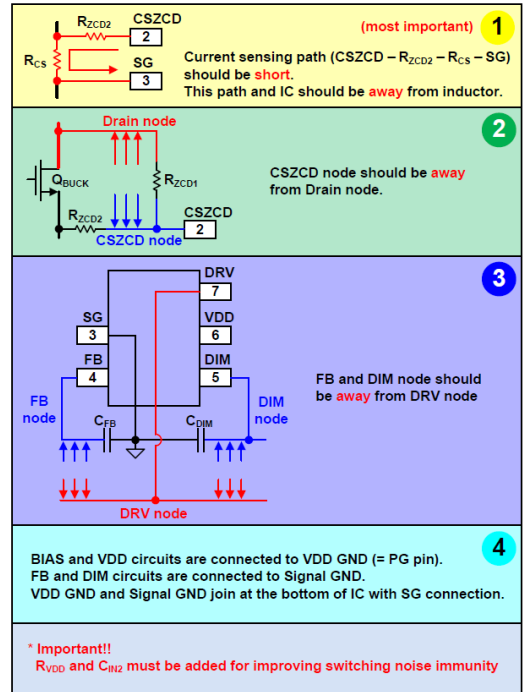 RZCD2 CSZCD
2
(most important) 1
RCS SG
3
Current sensing path (CSZCD – RZCD2 – RCS – SG)
should be short.
This path and IC should be away from inductor.
Drain node 2
QBUCK RZCD1
CSZCD node should be away
from Drain node.
RZCD2 CSZCD
2
CSZCD node
3
DRV
7
SG VDD
3 6
FB DIM
4 5
FB and DIM node should
be away from DRV node
FB
node
DIM
node
CFB CDIM
DRV node
4
BIAS and VDD circuits are connected to VDD GND (= PG pin).
FB and DIM circuits are connected to Signal GND.
VDD GND and Signal GND join at the bottom of IC with SG connection.
* Important!!
RVDD and CIN2 must be added for improving switching noise immunity